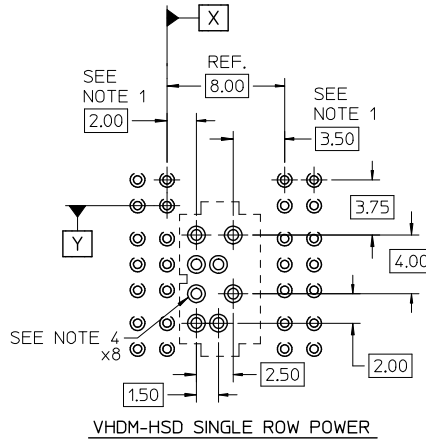 X
REF.
8.00
SEE
NOTE 1
2.00
SEE
NOTE 1
3.50
3.75
Y
4.00
SEE NOTE 4
x8
2.00
2.50
1.50
VHDM-HSD SINGLE ROW POWER